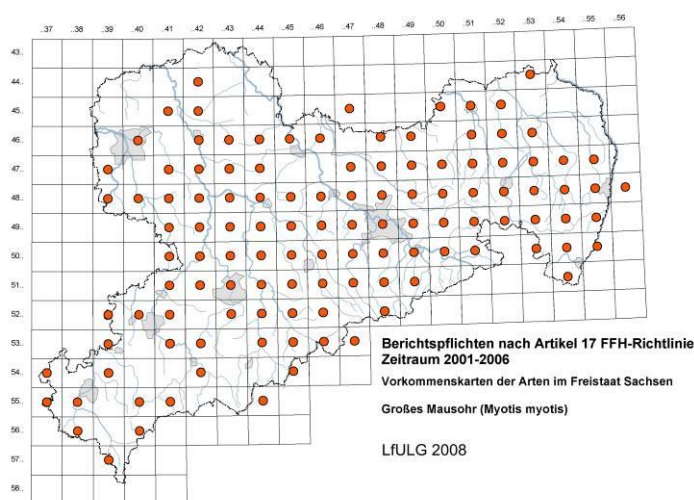 ..37 ..38 ..39 ..40 ..41 ..42 ..43 ..44 ..45 ..46 ..47 ..48 ..49 ..50 ..51 ..52 ..53 ..54 ..55 ..56
43..
44..
45..
46..
47..
48..
49..
50..
51..
52..
53..
54..
55..
56..
57..
58..
Berichtspflichten nach Artikel 17 FFH-Richtlinie
Zeitraum 2001-2006
Vorkommenskarten der Arten im Freistaat Sachsen
Großes Mausohr (Myotis myotis)
LfULG 2008